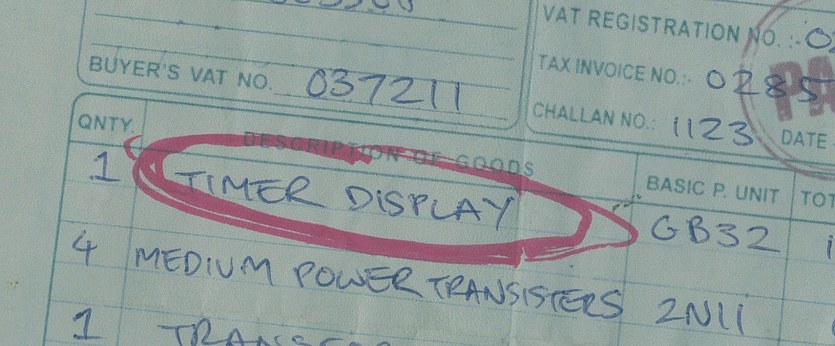 VAT REGISTRATION NO. :-
BUYER'S VAT NO. 037211
TAX INVOICE NO.:- 0285
CHALLAN NO.: 1123 DATE
QNTY DESCRIPTION OF GOODS BASIC P. UNIT
1 TIMER DISPLAY GB32
4 MEDIUM POWER TRANSISTERS 2N11
1